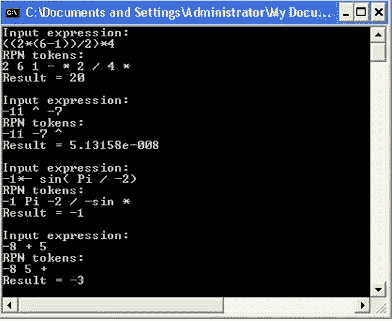 C:\Documents and Settings\Administrator\My Docu...
Input expression:
((2*(6-1))/2)*4
RPN tokens:
2 6 1 - * 2 / 4 *
Result = 20
Input expression:
-11 ^ -7
RPN tokens:
-11 -7 ^
Result = 5.13158e-008
Input expression:
-1*- sin( Pi / -2)
RPN tokens:
-1 Pi -2 / -sin *
Result = -1
Input expression:
-8 + 5
RPN tokens:
-8 5 +
Result = -3